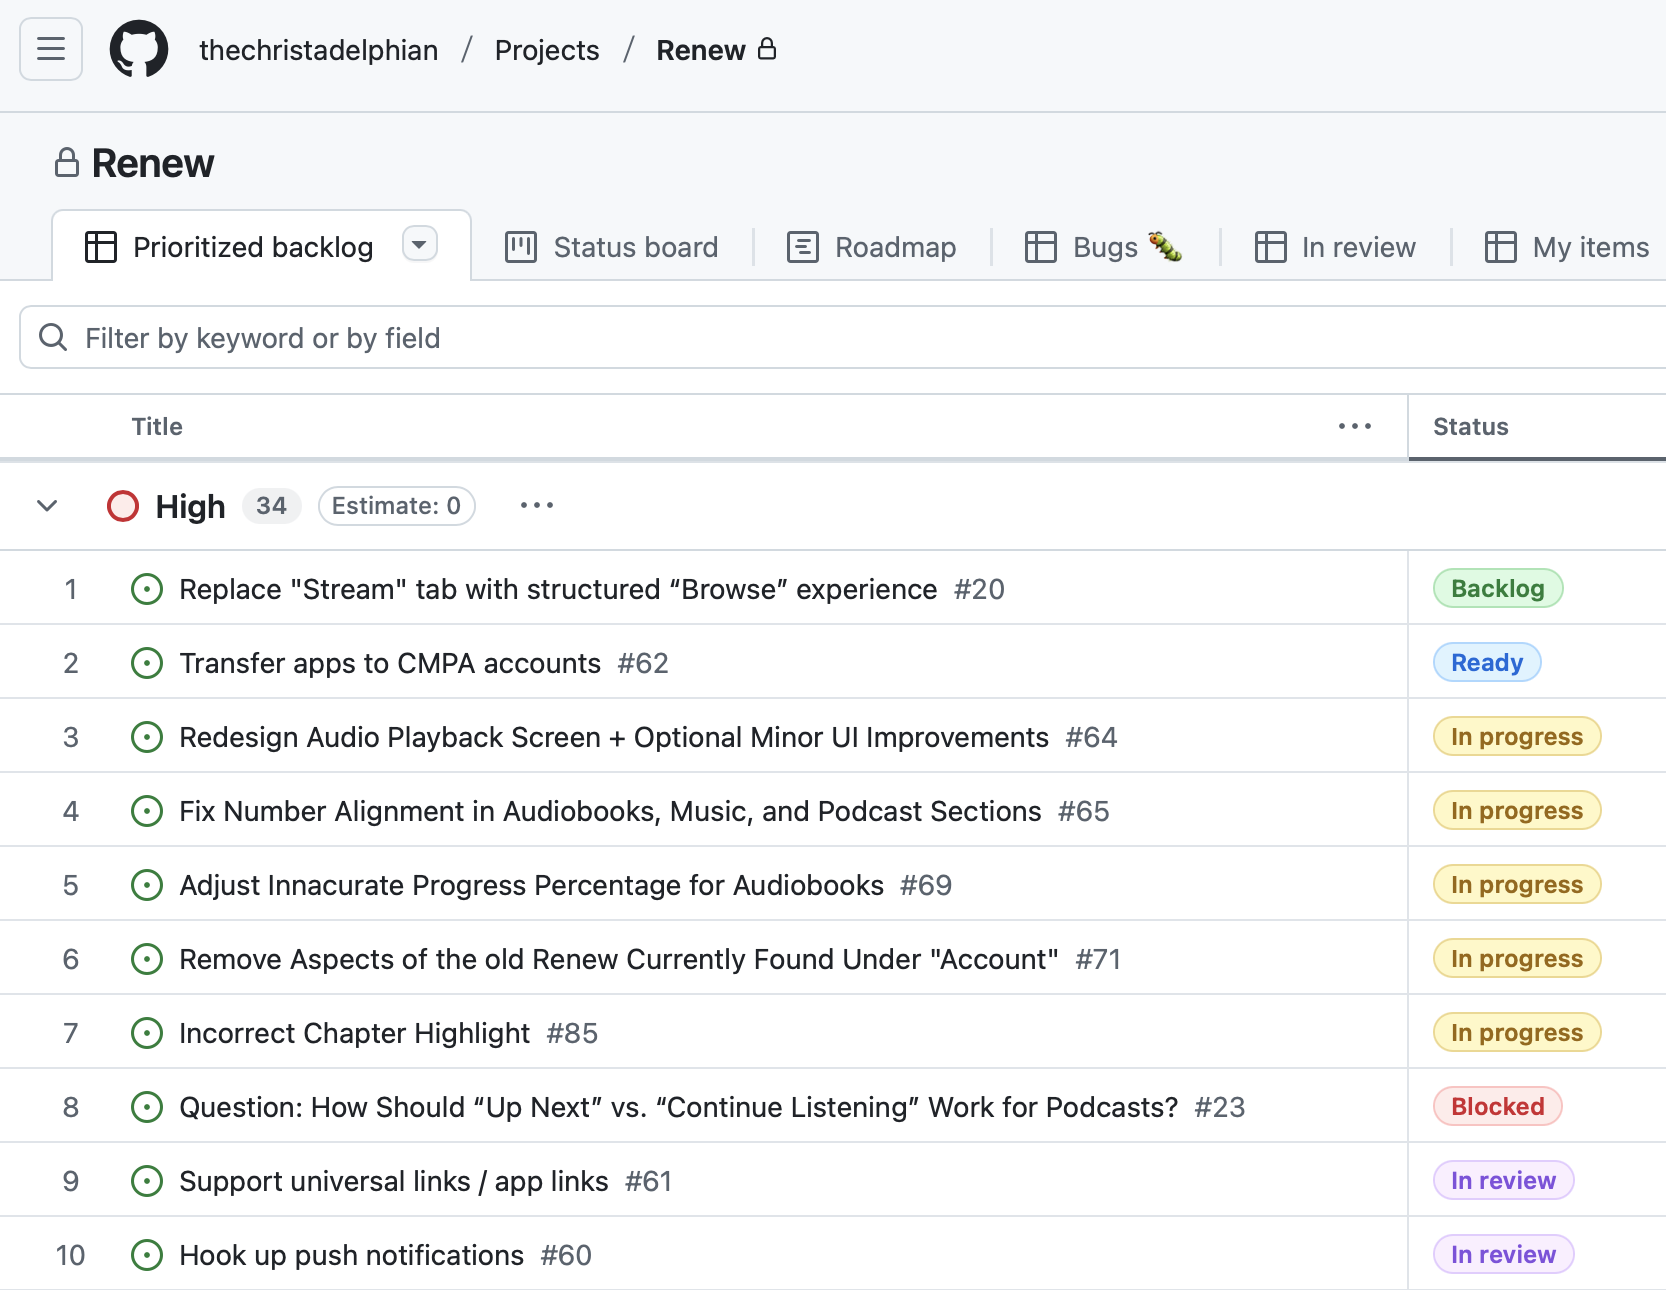 thechristadelphian / Projects / Renew
Renew
Prioritized backlog Status board Roadmap Bugs 🐛 In review My items
Filter by keyword or by field
Title Status
High 34 Estimate: 0
1 Replace "Stream" tab with structured “Browse” experience #20 Backlog
2 Transfer apps to CMPA accounts #62 Ready
3 Redesign Audio Playback Screen + Optional Minor UI Improvements #64 In progress
4 Fix Number Alignment in Audiobooks, Music, and Podcast Sections #65 In progress
5 Adjust Innacurate Progress Percentage for Audiobooks #69 In progress
6 Remove Aspects of the old Renew Currently Found Under "Account" #71 In progress
7 Incorrect Chapter Highlight #85 In progress
8 Question: How Should “Up Next” vs. “Continue Listening” Work for Podcasts? #23 Blocked
9 Support universal links / app links #61 In review
10 Hook up push notifications #60 In review